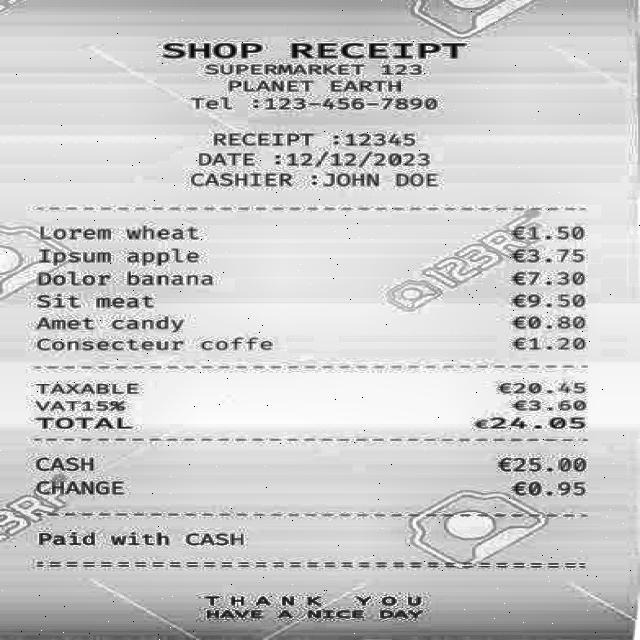 SHOP RECEIPT
SUPERMARKET 123
PLANET EARTH
Tel :123-456-7890
RECEIPT :12345
DATE :12/12/2023
CASHIER :JOHN DOE
Lorem wheat €1.50
Ipsum apple €3.75
Dolor banana €7.30
Sit meat €9.50
Amet candy €0.80
Consecteur coffe €1.20
TAXABLE €20.45
VAT15% €3.60
TOTAL €24.05
CASH €25.00
CHANGE €0.95
Paid with CASH
THANK YOU
HAVE A NICE DAY
123RF